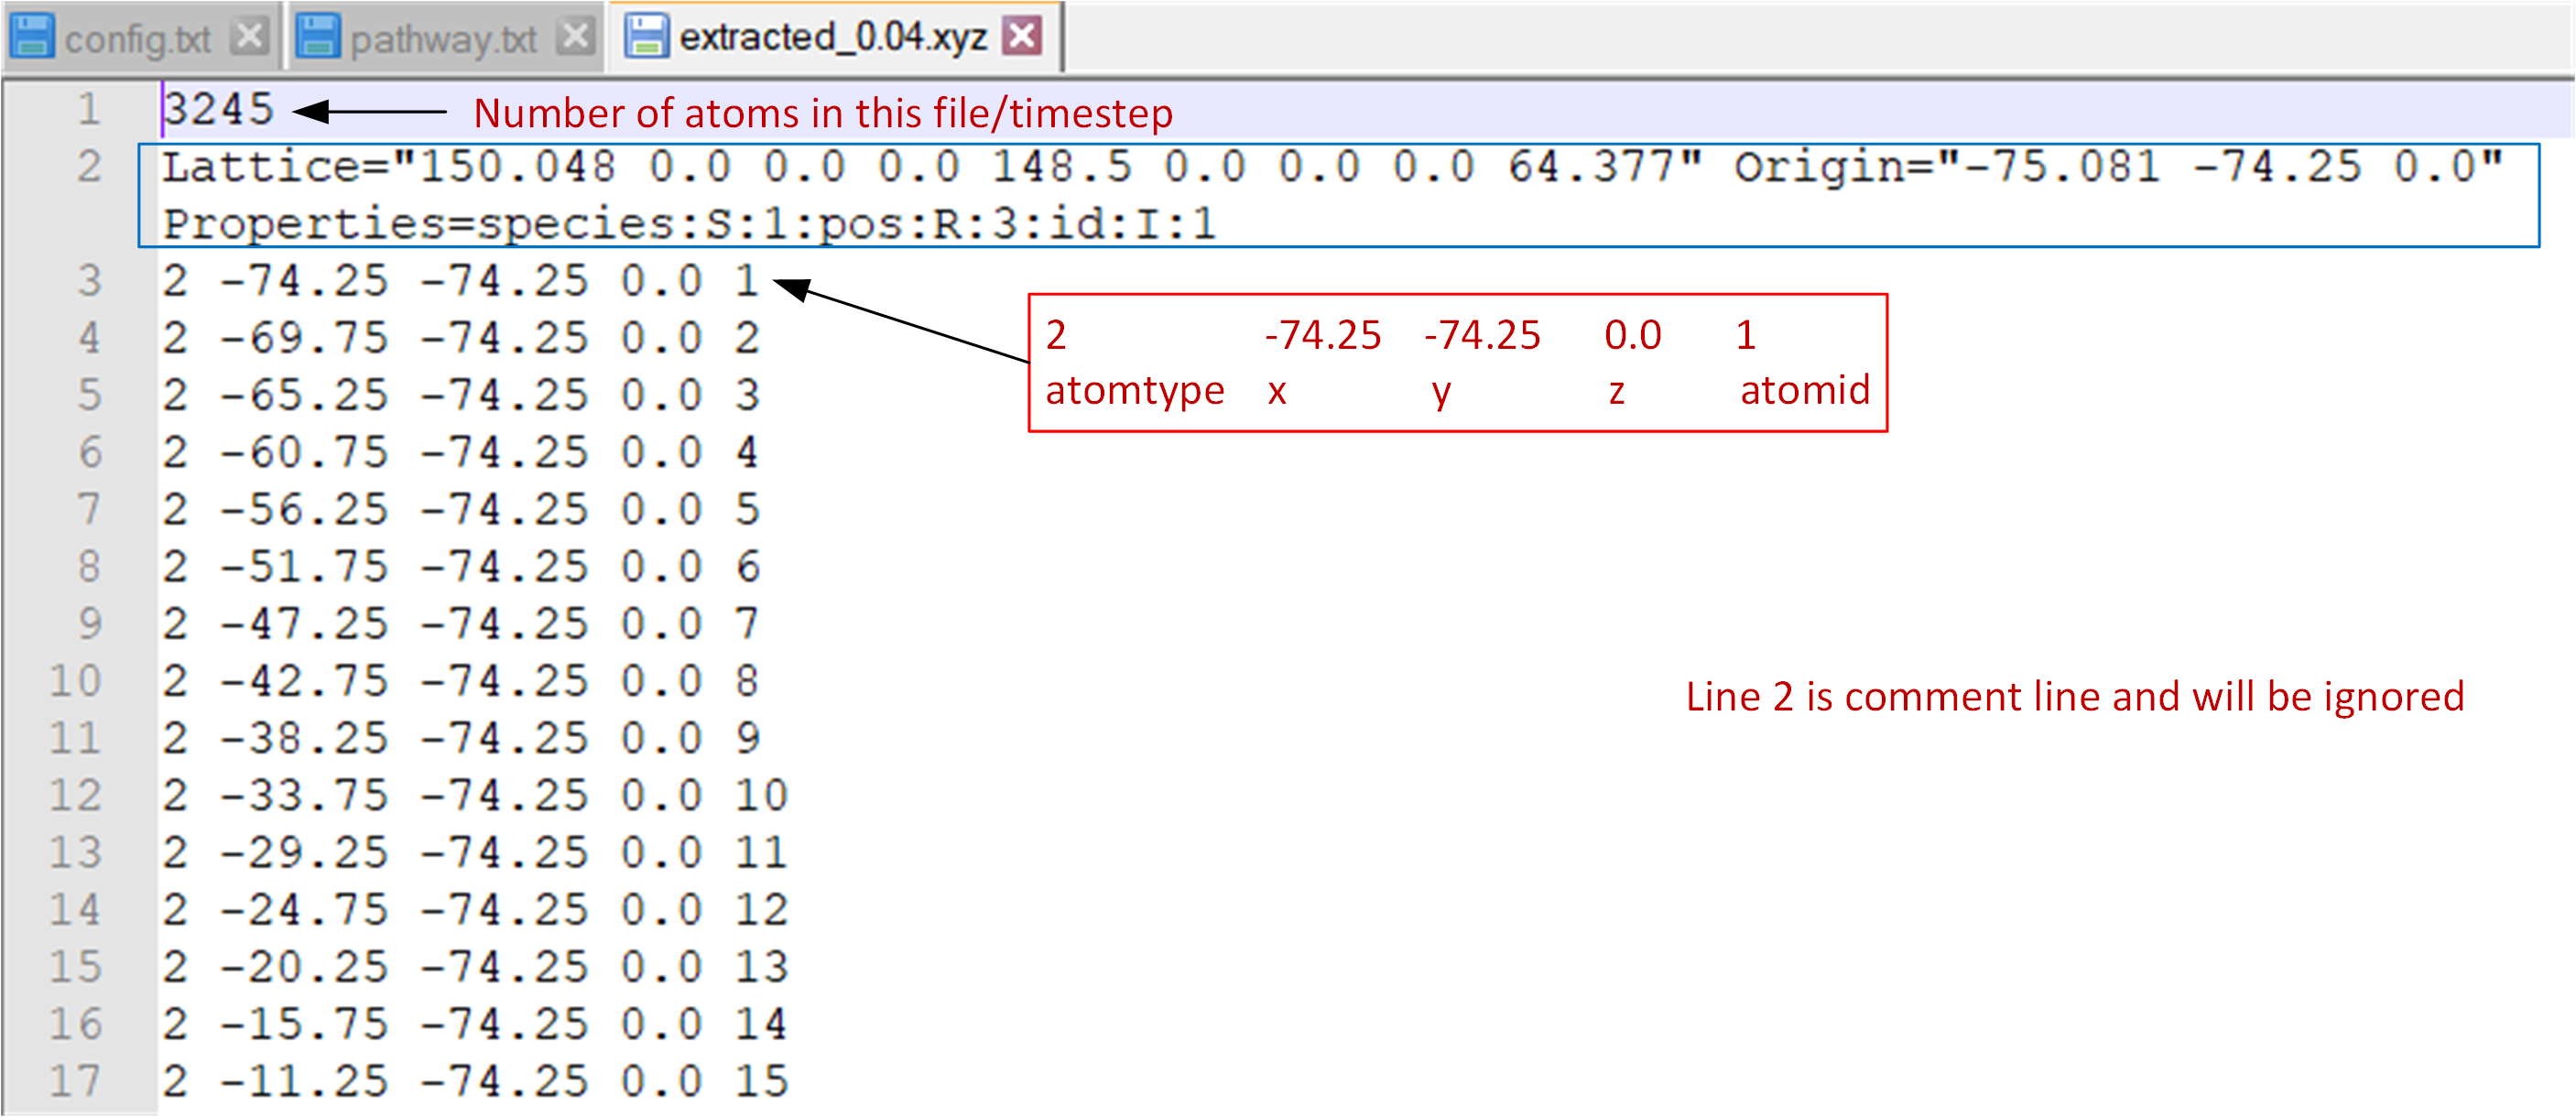 config.txt pathway.txt extracted_0.04.xyz
1 3245 Number of atoms in this file/timestep
2 Lattice="150.048 0.0 0.0 0.0 148.5 0.0 0.0 0.0 64.377" Origin="-75.081 -74.25 0.0"
Properties=species:S:1:pos:R:3:id:I:1
3 2 -74.25 -74.25 0.0 1
2 -74.25 -74.25 0.0 1
atomtype x y z atomid
4 2 -69.75 -74.25 0.0 2
5 2 -65.25 -74.25 0.0 3
6 2 -60.75 -74.25 0.0 4
7 2 -56.25 -74.25 0.0 5
8 2 -51.75 -74.25 0.0 6
9 2 -47.25 -74.25 0.0 7
10 2 -42.75 -74.25 0.0 8
Line 2 is comment line and will be ignored
11 2 -38.25 -74.25 0.0 9
12 2 -33.75 -74.25 0.0 10
13 2 -29.25 -74.25 0.0 11
14 2 -24.75 -74.25 0.0 12
15 2 -20.25 -74.25 0.0 13
16 2 -15.75 -74.25 0.0 14
17 2 -11.25 -74.25 0.0 15